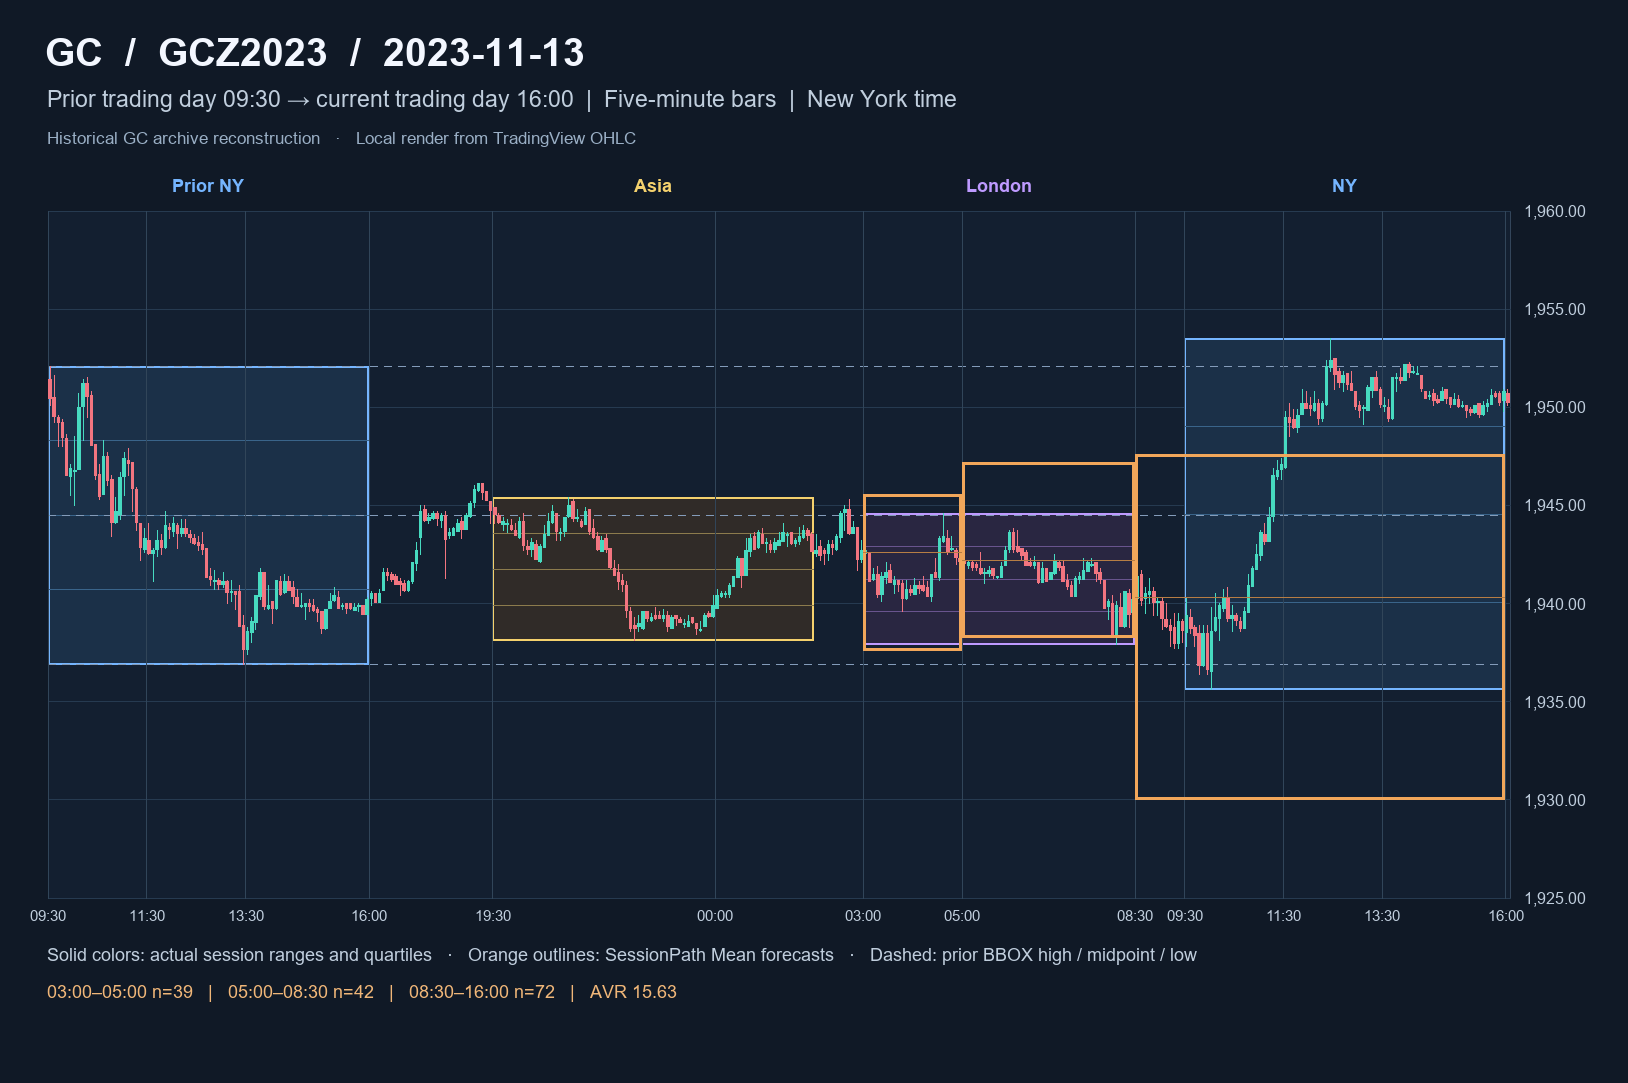 GC / GCZ2023 / 2023-11-13
Prior trading day 09:30 → current trading day 16:00 | Five-minute bars | New York time
Historical GC archive reconstruction · Local render from TradingView OHLC
Prior NY Asia London NY
1,960.00
1,955.00
1,950.00
1,945.00
1,940.00
1,935.00
1,930.00
1,925.00
09:30 11:30 13:30 16:00 19:30 00:00 03:00 05:00 08:30 09:30 11:30 13:30 16:00
Solid colors: actual session ranges and quartiles · Orange outlines: SessionPath Mean forecasts · Dashed: prior BBOX high / midpoint / low
03:00–05:00 n=39 | 05:00–08:30 n=42 | 08:30–16:00 n=72 | AVR 15.63